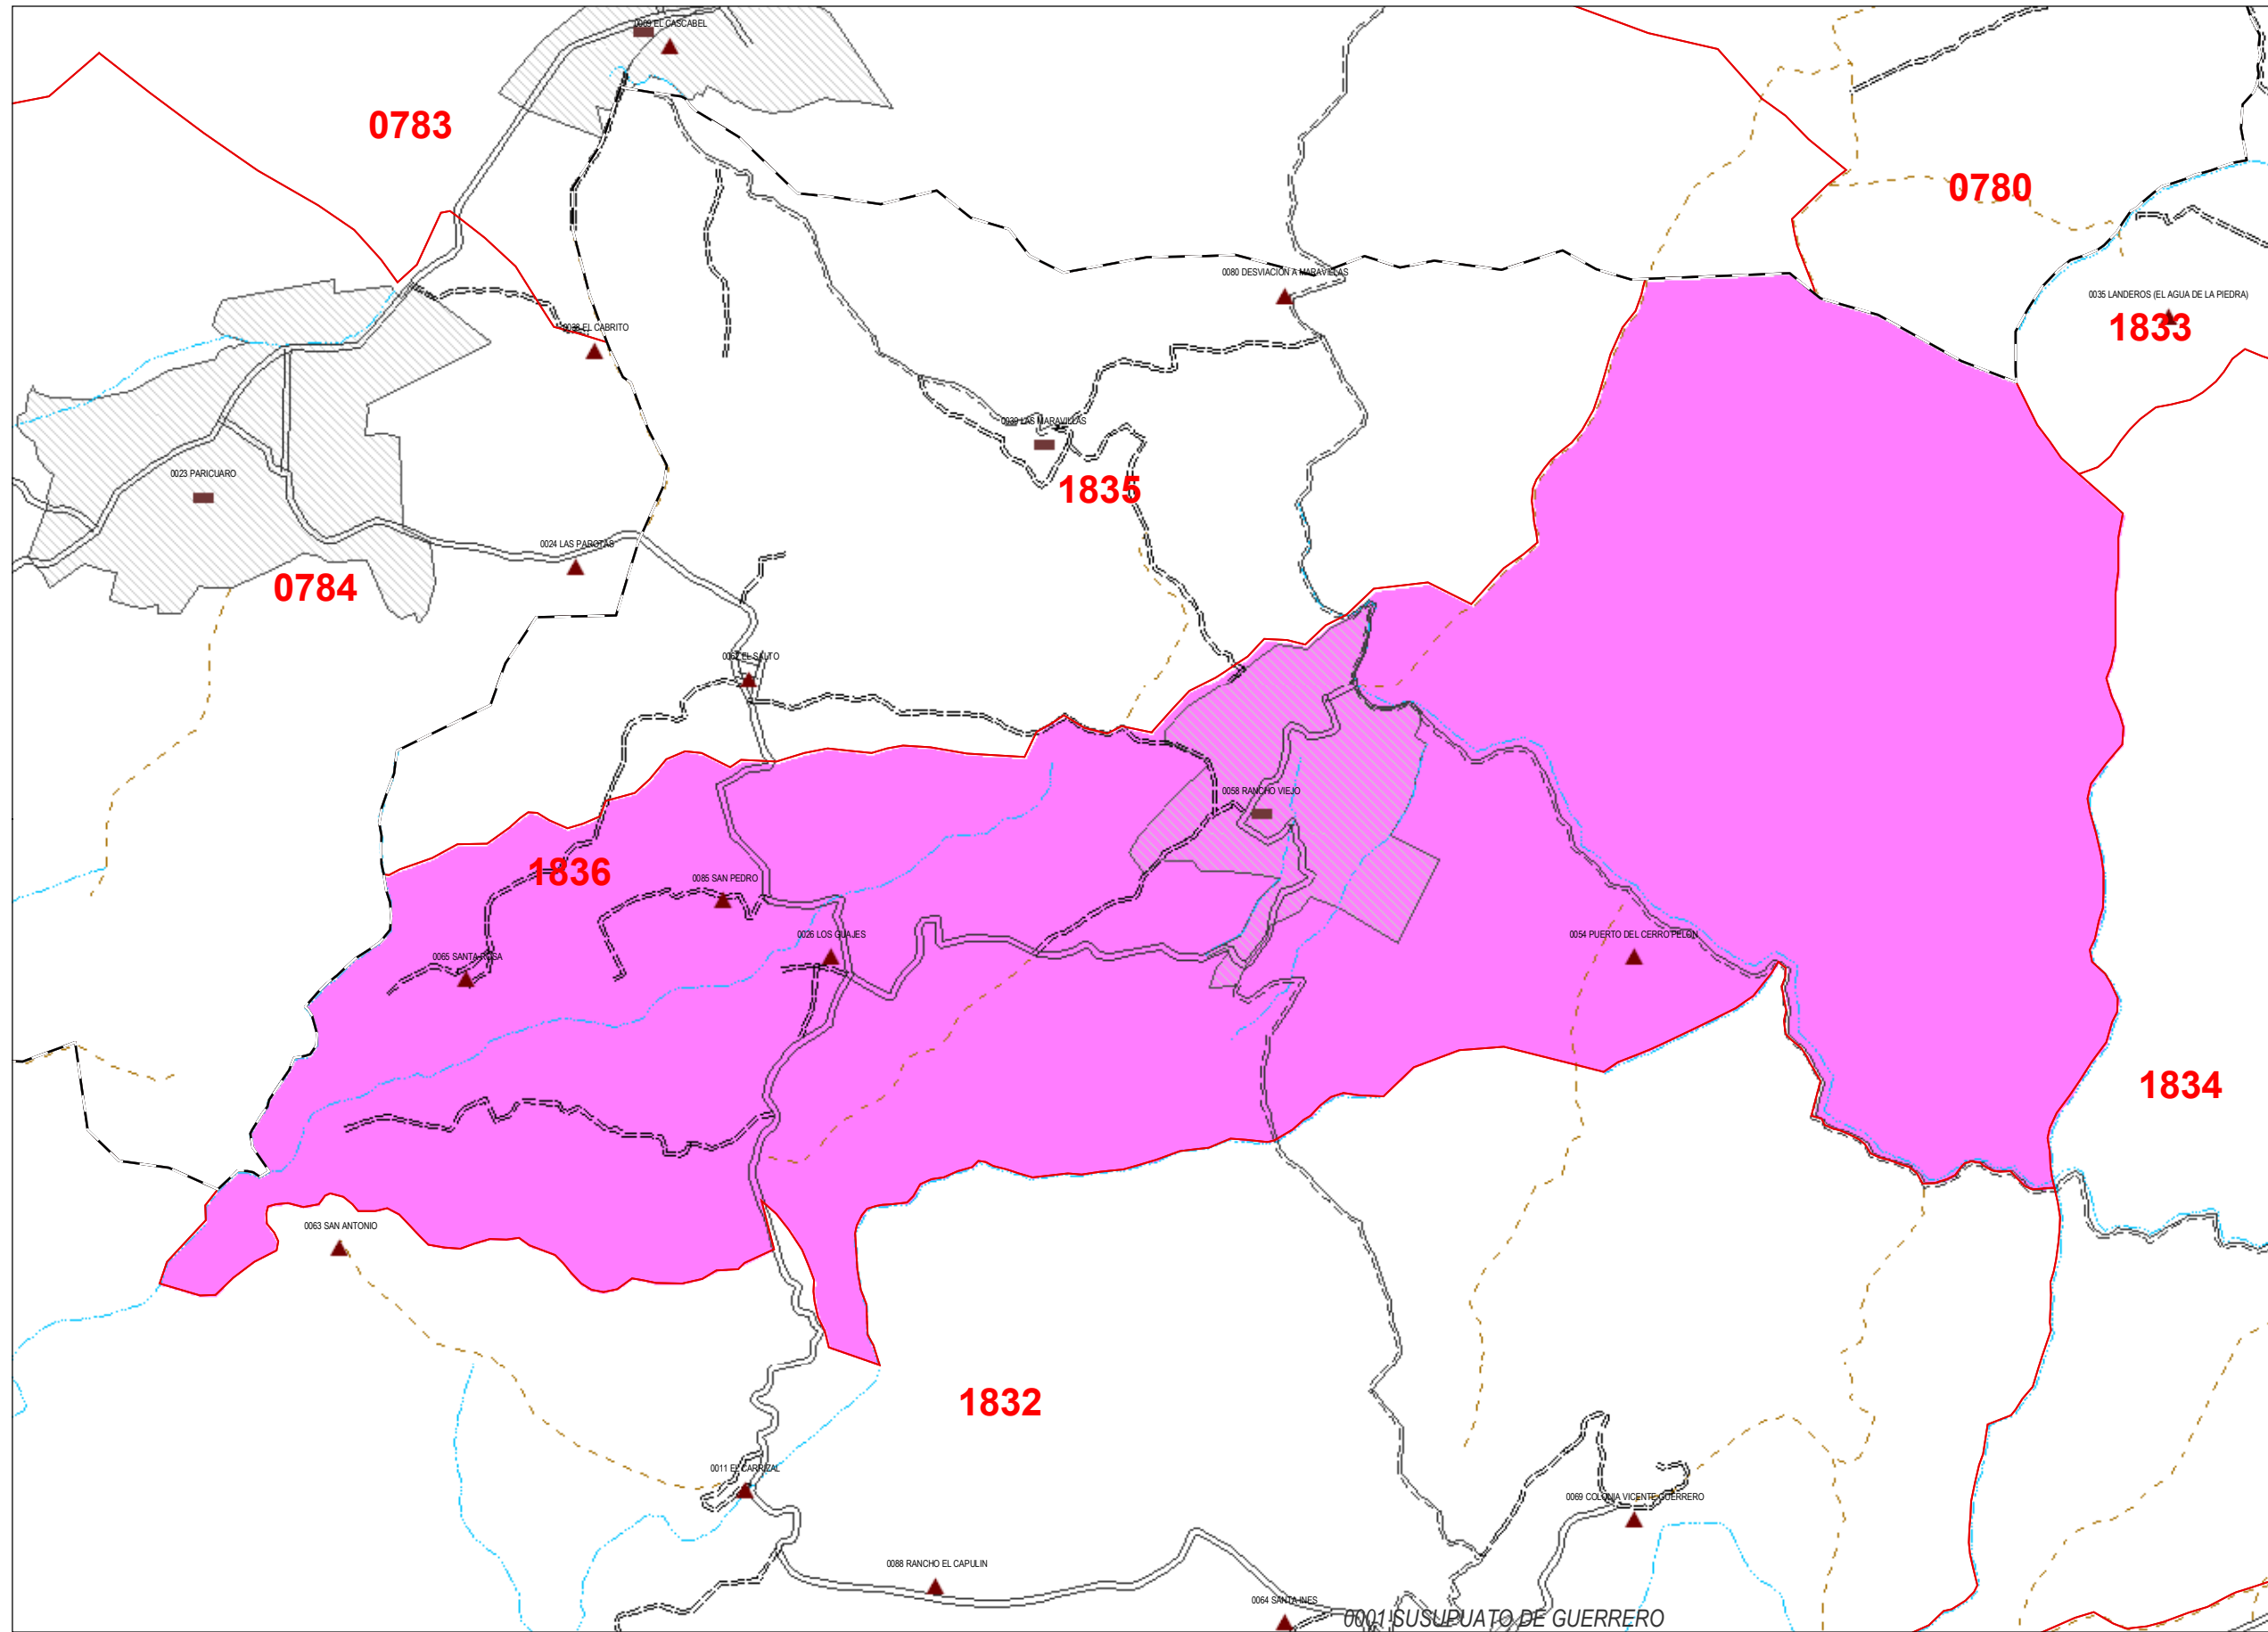 0009 EL CASCABEL
0783
0780
0080 DESVIACION A MARAVILLAS
0035 LANDEROS (EL AGUA DE LA PIEDRA)
1833
0038 EL CABRITO
0039 LAS MARAVILLAS
0023 PARICUARO
1835
0024 LAS PAROTAS
0784
0062 EL SALTO
0058 RANCHO VIEJO
1836
0085 SAN PEDRO
0026 LOS GUAJES
0054 PUERTO DEL CERRO PELON
0065 SANTA ROSA
1834
0063 SAN ANTONIO
1832
0011 EL CARRIZAL
0069 COLONIA VICENTE GUERRERO
0088 RANCHO EL CAPULIN
0064 SANTA INES
0001 SUSUPUATO DE GUERRERO